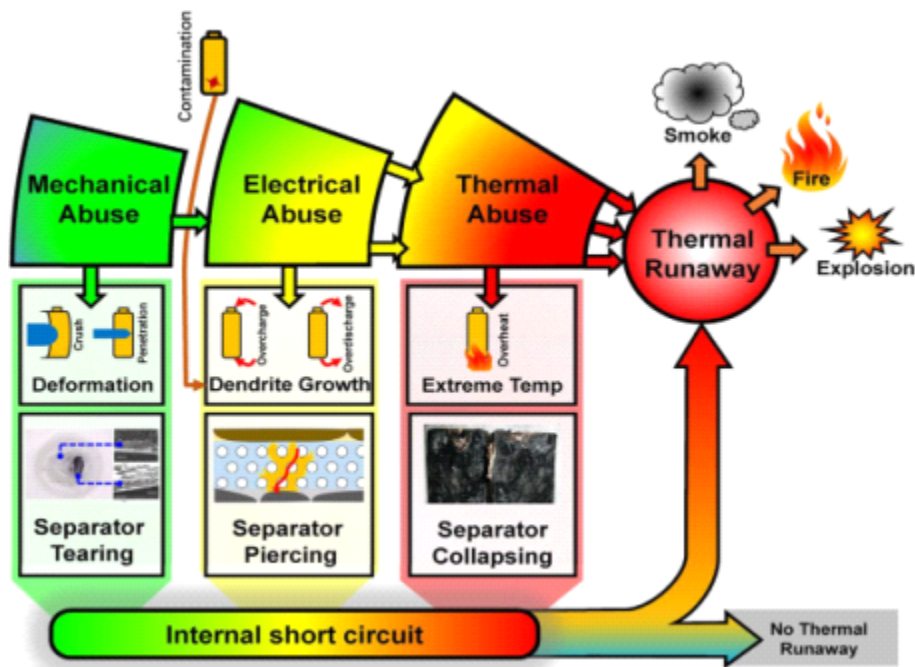 Contamination
Smoke
Fire
Explosion
Mechanical
Abuse
Electrical
Abuse
Thermal
Abuse
Thermal
Runaway
Crush
Penetration
Deformation
Overcharge
Overdischarge
Dendrite Growth
Overheat
Extreme Temp
Separator
Tearing
Separator
Piercing
Separator
Collapsing
Internal short circuit
No Thermal
Runaway